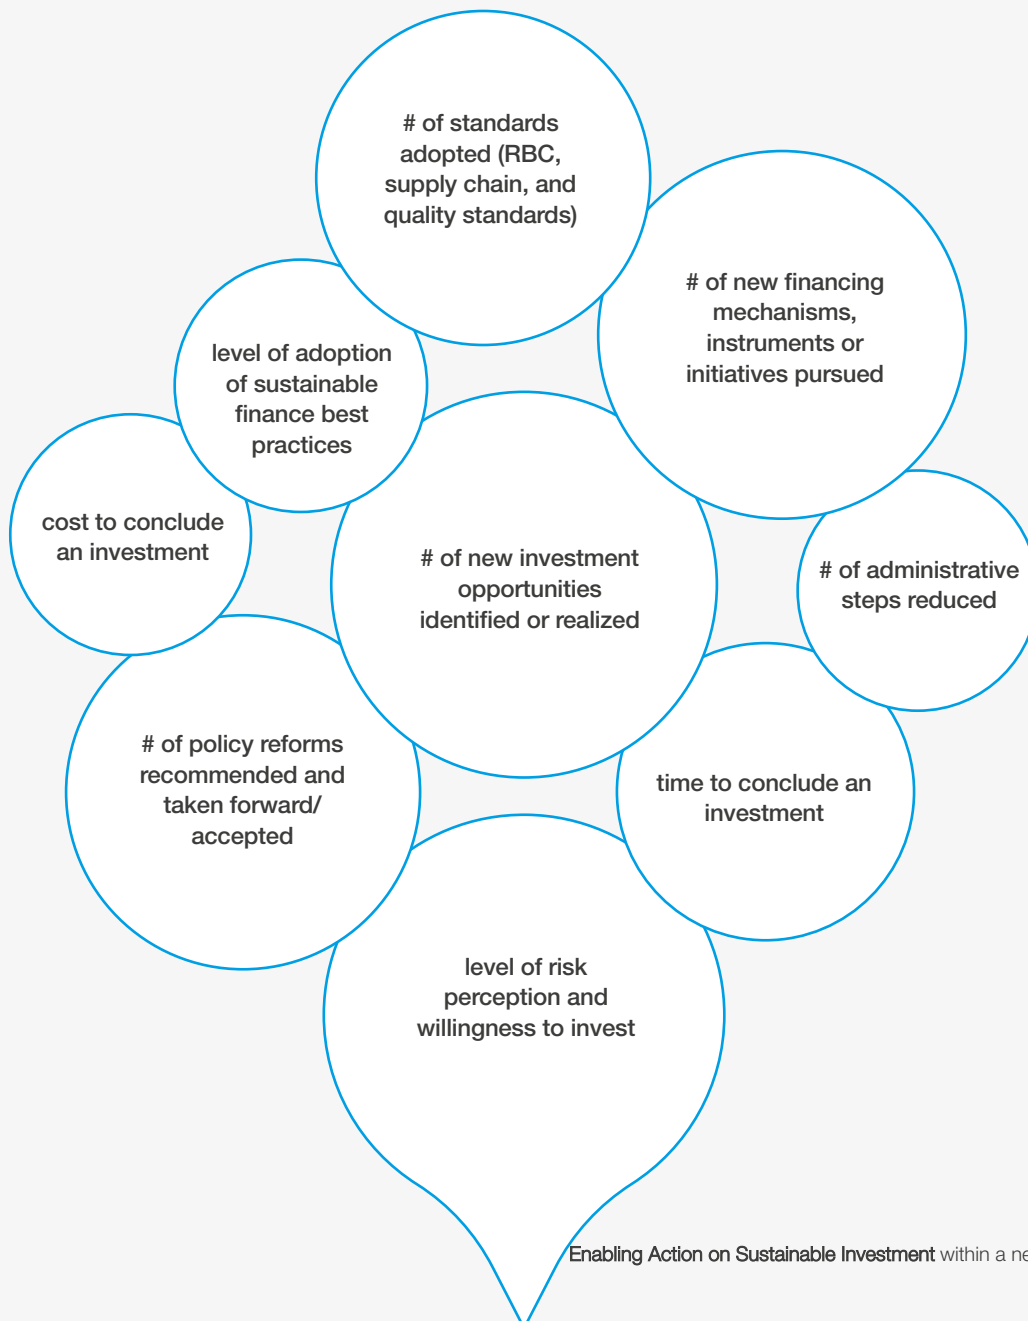 # of standards
adopted (RBC,
supply chain, and
quality standards)
# of new financing
mechanisms,
instruments or
initiatives pursued
level of adoption
of sustainable
finance best
practices
cost to conclude
an investment
# of new investment
opportunities
identified or realized
# of administrative
steps reduced
# of policy reforms
recommended and
taken forward/
accepted
time to conclude an
investment
level of risk
perception and
willingness to invest
Enabling Action on Sustainable Investment within a ne